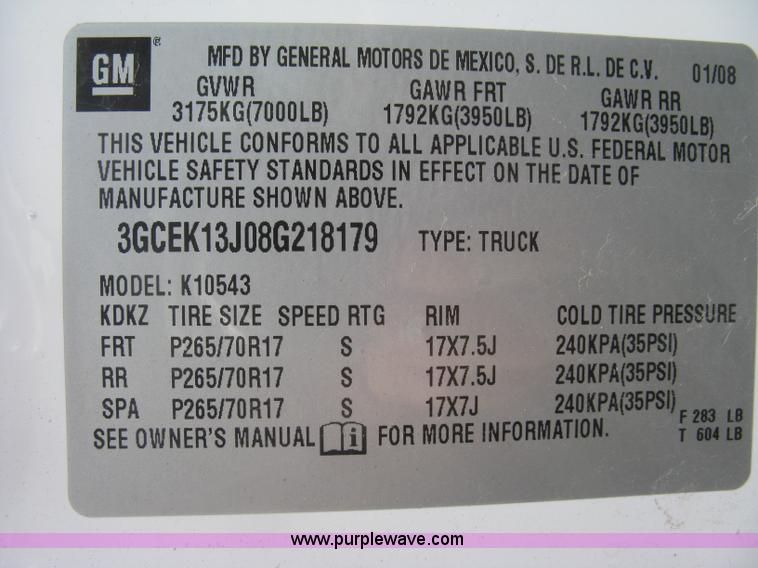 GM
MFD BY GENERAL MOTORS DE MEXICO, S. DE R.L. DE C.V. 01/08
GVWR GAWR FRT GAWR RR
3175KG(7000LB) 1792KG(3950LB) 1792KG(3950LB)
THIS VEHICLE CONFORMS TO ALL APPLICABLE U.S. FEDERAL MOTOR
VEHICLE SAFETY STANDARDS IN EFFECT ON THE DATE OF
MANUFACTURE SHOWN ABOVE.
3GCEK13J08G218179 TYPE: TRUCK
MODEL: K10543
KDKZ TIRE SIZE SPEED RTG RIM COLD TIRE PRESSURE
FRT P265/70R17 S 17X7.5J 240KPA(35PSI)
RR P265/70R17 S 17X7.5J 240KPA(35PSI)
SPA P265/70R17 S 17X7J 240KPA(35PSI)
F 283 LB
SEE OWNER'S MANUAL i FOR MORE INFORMATION. T 604 LB
www.purplewave.com